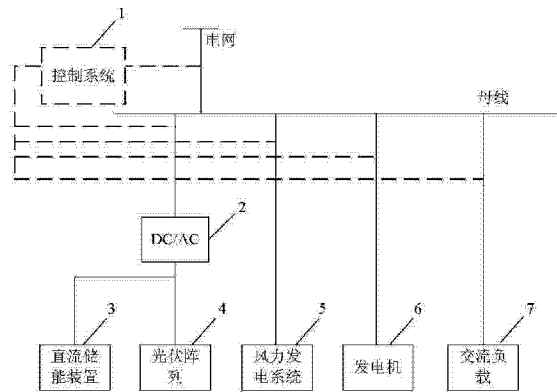 1
电网
控制系统
母线
2
DC/AC
3
4
5
6
7
直流储
能装置
光伏阵
列
风力发
电系统
发电机
交流负
载